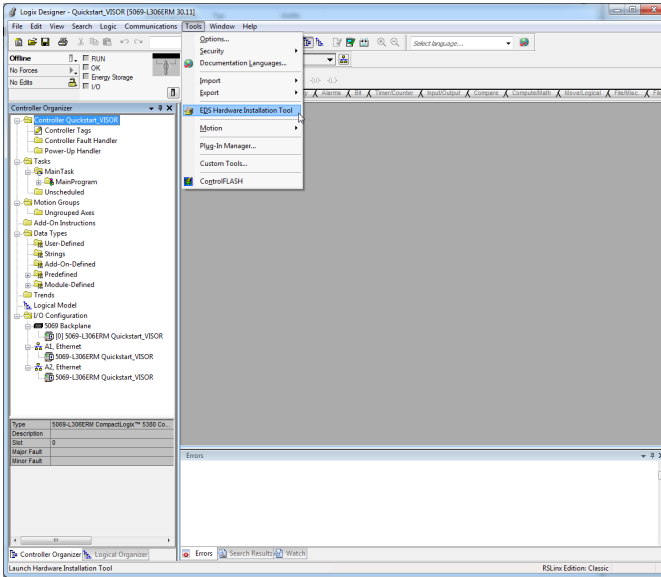 Logix Designer - Quickstart_VISOR [5069-L306ERM 30.11]
File Edit View Search Logic Communications Tools Window Help
Select language...
Offline
No Forces
No Edits
RUN
OK
Energy Storage
I/O
Options...
Security
Documentation Languages...
Import
Export
EDS Hardware Installation Tool
Motion
Plug-In Manager...
Custom Tools...
ControlFLASH
Alarms Bit Timer/Counter Input/Output Compare Compute/Math Move/Logical File/Misc.
Controller Organizer
Controller Quickstart_VISOR
Controller Tags
Controller Fault Handler
Power-Up Handler
Tasks
MainTask
MainProgram
Unscheduled
Motion Groups
Ungrouped Axes
Add-On Instructions
Data Types
User-Defined
Strings
Add-On-Defined
Predefined
Module-Defined
Trends
Logical Model
I/O Configuration
5069 Backplane
[0] 5069-L306ERM Quickstart_VISOR
A1, Ethernet
5069-L306ERM Quickstart_VISOR
A2, Ethernet
5069-L306ERM Quickstart_VISOR
Type 5069-L306ERM CompactLogix™ 5380 Co...
Description
Slot 0
Major Fault
Minor Fault
Errors
Controller Organizer Logical Organizer
Errors Search Results Watch
Launch Hardware Installation Tool
RSLinx Edition: Classic